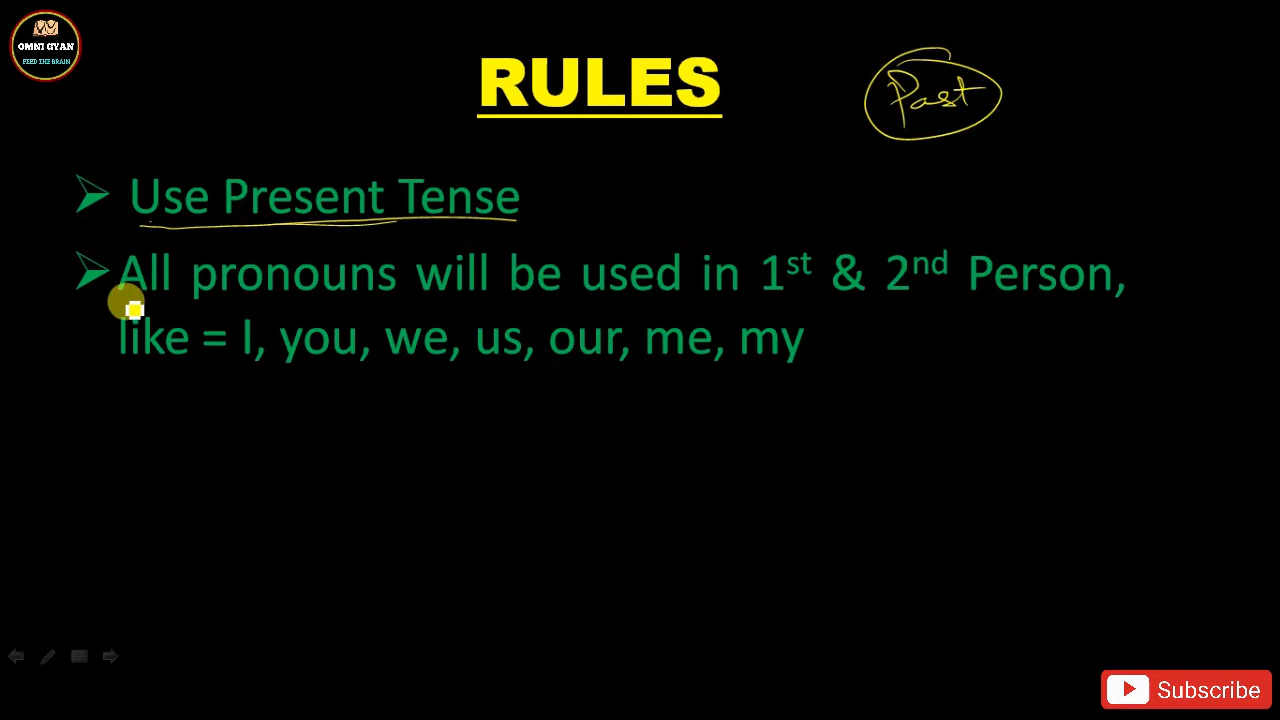 OMNI GYAN
FEED THE BRAIN
RULES
Past
➢ Use Present Tense
➢ All pronouns will be used in 1st & 2nd Person,
like = I, you, we, us, our, me, my
Subscribe